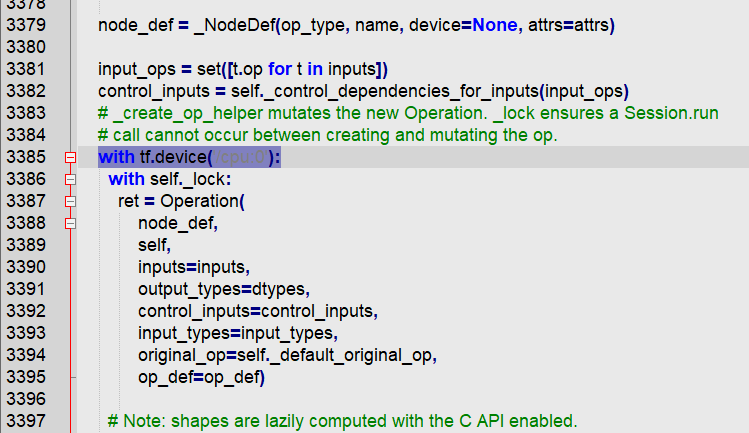 3378
3379 node_def = _NodeDef(op_type, name, device=None, attrs=attrs)
3380
3381 input_ops = set([t.op for t in inputs])
3382 control_inputs = self._control_dependencies_for_inputs(input_ops)
3383 # _create_op_helper mutates the new Operation. _lock ensures a Session.run
3384 # call cannot occur between creating and mutating the op.
3385 with tf.device('/cpu:0'):
3386 with self._lock:
3387 ret = Operation(
3388 node_def,
3389 self,
3390 inputs=inputs,
3391 output_types=dtypes,
3392 control_inputs=control_inputs,
3393 input_types=input_types,
3394 original_op=self._default_original_op,
3395 op_def=op_def)
3396
3397 # Note: shapes are lazily computed with the C API enabled.